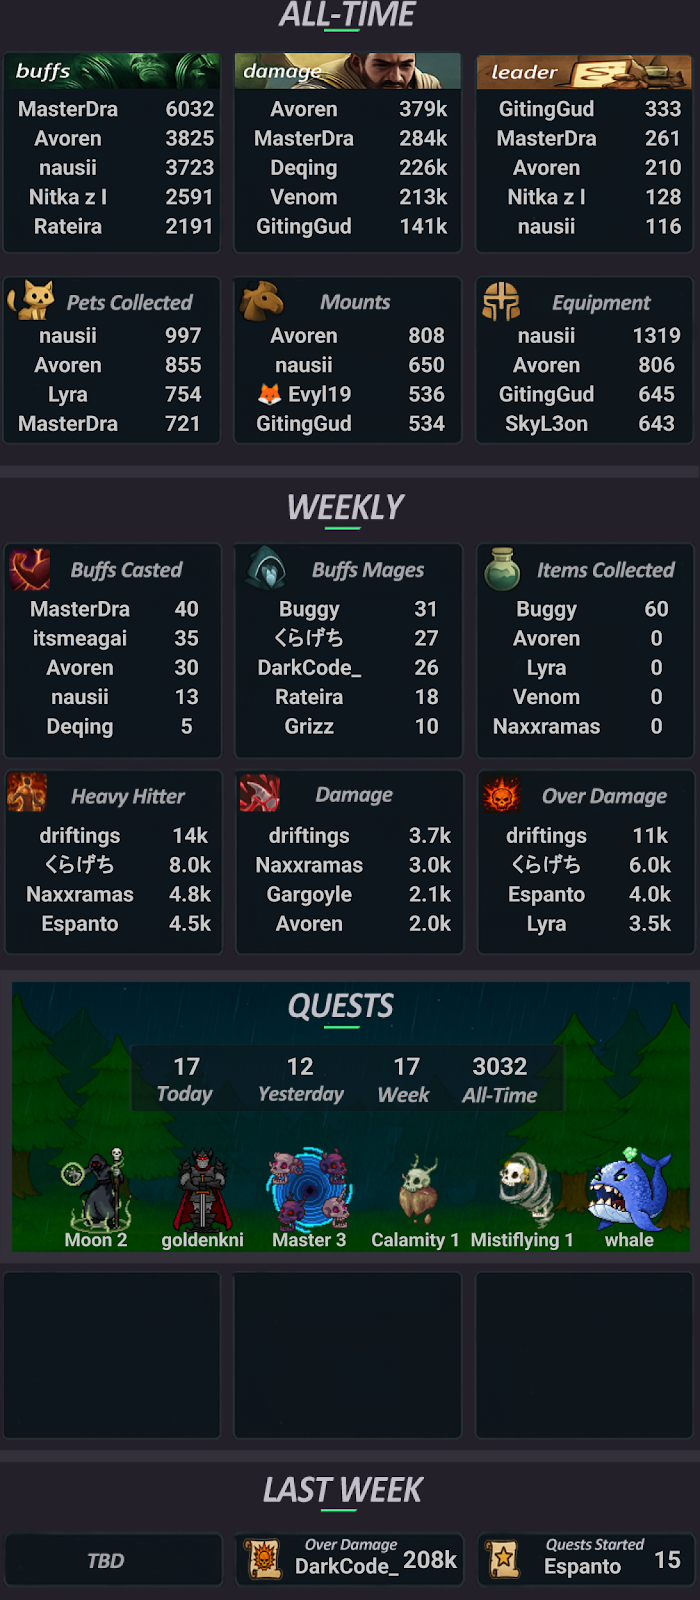 ALL-TIME
buffs
MasterDra 6032
Avoren 3825
nausii 3723
Nitka z l 2591
Rateira 2191
damage
Avoren 379k
MasterDra 284k
Deqing 226k
Venom 213k
GitingGud 141k
leader
GitingGud 333
MasterDra 261
Avoren 210
Nitka z l 128
nausii 116
Pets Collected
nausii 997
Avoren 855
Lyra 754
MasterDra 721
Mounts
Avoren 808
nausii 650
🦊 Evyl19 536
GitingGud 534
Equipment
nausii 1319
Avoren 806
GitingGud 645
SkyL3on 643
WEEKLY
Buffs Casted
MasterDra 40
itsmeagai 35
Avoren 30
nausii 13
Deqing 5
Buffs Mages
Buggy 31
くらげち 27
DarkCode_ 26
Rateira 18
Grizz 10
Items Collected
Buggy 60
Avoren 0
Lyra 0
Venom 0
Naxxramas 0
Heavy Hitter
driftings 14k
くらげち 8.0k
Naxxramas 4.8k
Espanto 4.5k
Damage
driftings 3.7k
Naxxramas 3.0k
Gargoyle 2.1k
Avoren 2.0k
Over Damage
driftings 11k
くらげち 6.0k
Espanto 4.0k
Lyra 3.5k
QUESTS
17 12 17 3032
Today Yesterday Week All-Time
Moon 2 goldenkni Master 3 Calamity 1 Mistiflying 1 whale
LAST WEEK
TBD
Over Damage
DarkCode_ 208k
Quests Started
Espanto 15